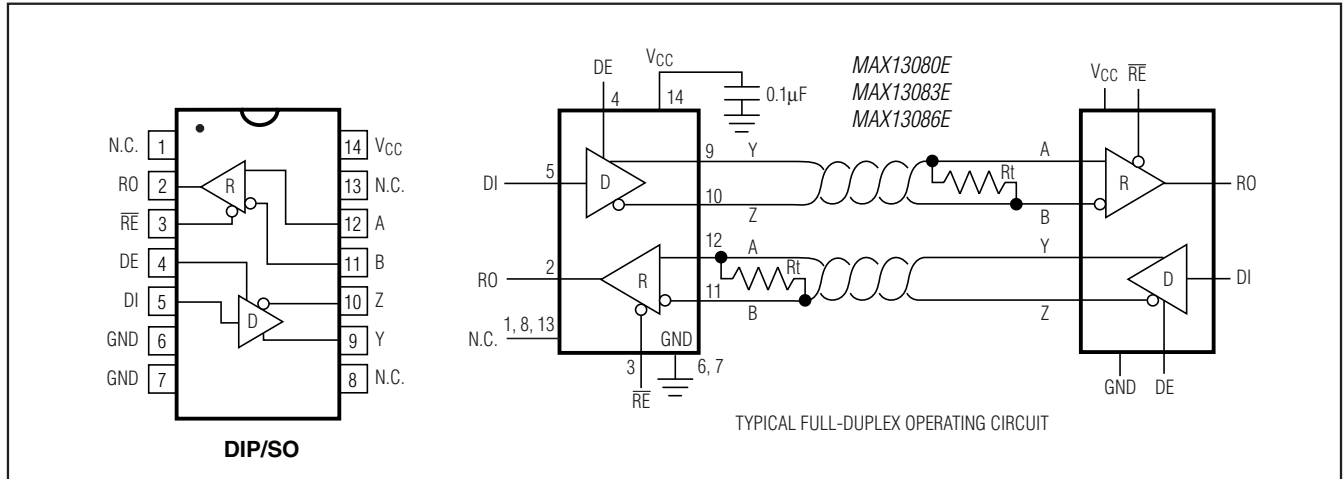 N.C. 1
RO 2
RE 3
DE 4
DI 5
GND 6
GND 7
14 VCC
13 N.C.
12 A
11 B
10 Z
9 Y
8 N.C.
R
D
DIP/SO
DE
4
VCC
14
0.1µF
MAX13080E
MAX13083E
MAX13086E
DI 5
D
9 Y
10 Z
RO 2
R
12 A
11 B
Rt
N.C. 1, 8, 13
3
RE
GND
6, 7
Rt
A
B
Y
Z
VCC RE
R
RO
D
DI
GND DE
TYPICAL FULL-DUPLEX OPERATING CIRCUIT